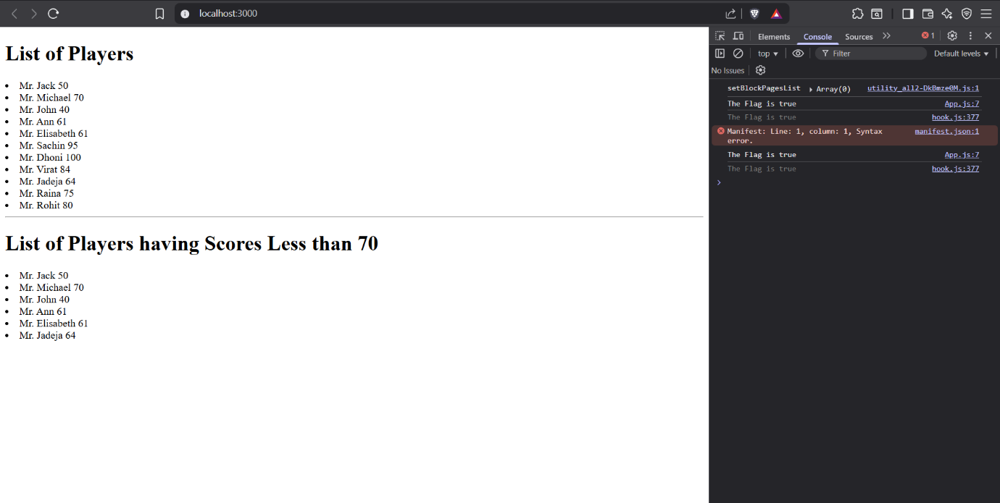 localhost:3000
List of Players
Mr. Jack 50
Mr. Michael 70
Mr. John 40
Mr. Ann 61
Mr. Elisabeth 61
Mr. Sachin 95
Mr. Dhoni 100
Mr. Virat 84
Mr. Jadeja 64
Mr. Raina 75
Mr. Rohit 80
List of Players having Scores Less than 70
Mr. Jack 50
Mr. Michael 70
Mr. John 40
Mr. Ann 61
Mr. Elisabeth 61
Mr. Jadeja 64
Elements Console Sources 1
top Filter Default levels
No Issues
setBlockPagesList Array(0) utility_all2-DkBmze0M.js:1
The Flag is true App.js:7
The Flag is true hook.js:377
Manifest: Line: 1, column: 1, Syntax manifest.json:1
error.
The Flag is true App.js:7
The Flag is true hook.js:377